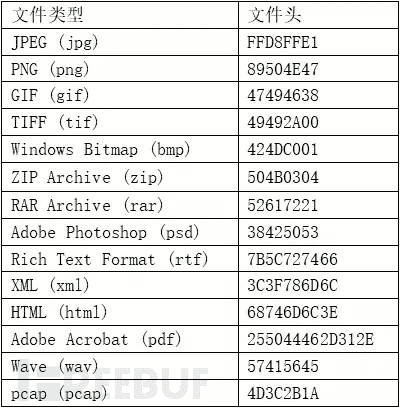 文件类型 文件头
JPEG (jpg) FFD8FFE1
PNG (png) 89504E47
GIF (gif) 47494638
TIFF (tif) 49492A00
Windows Bitmap (bmp) 424DC001
ZIP Archive (zip) 504B0304
RAR Archive (rar) 52617221
Adobe Photoshop (psd) 38425053
Rich Text Format (rtf) 7B5C727466
XML (xml) 3C3F786D6C
HTML (html) 68746D6C3E
Adobe Acrobat (pdf) 255044462D312E
Wave (wav) 57415645
pcap (pcap) 4D3C2B1A